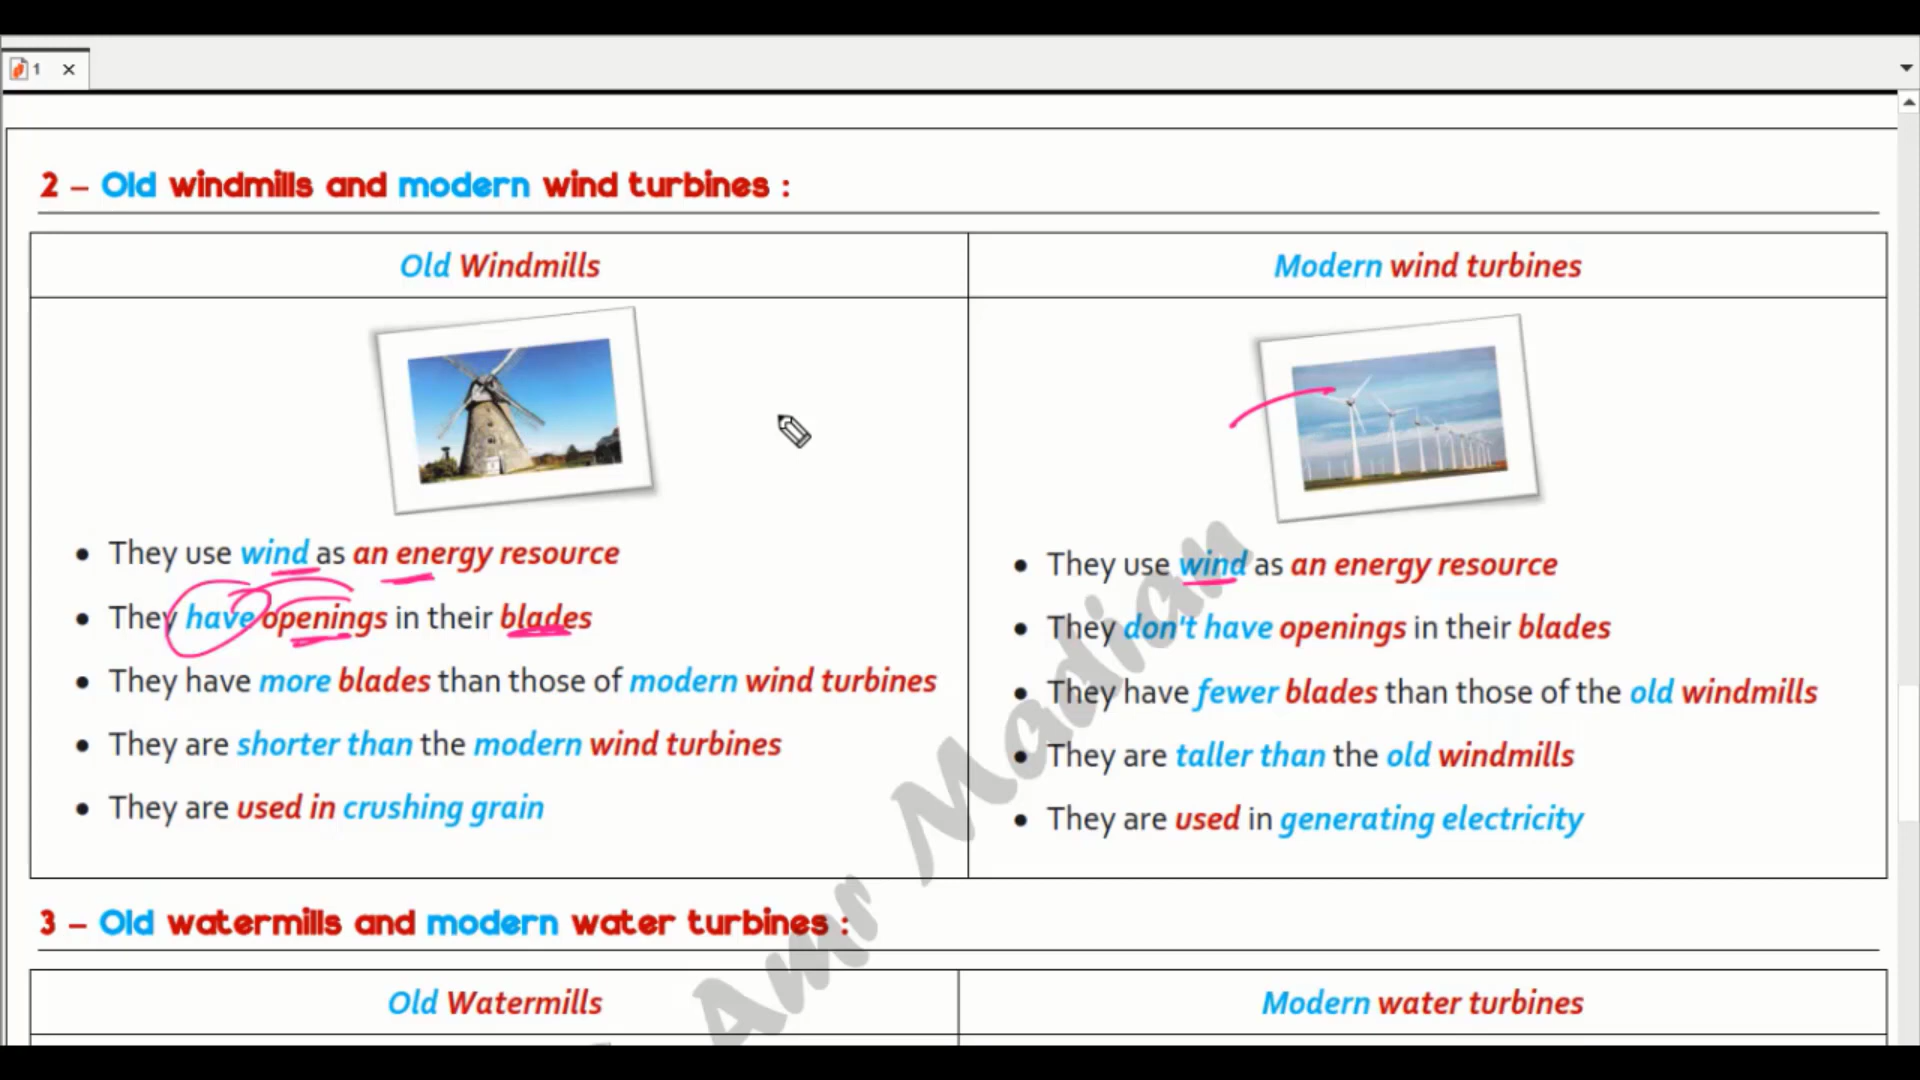 1
2 – Old windmills and modern wind turbines :
Old Windmills
Modern wind turbines
• They use wind as an energy resource
• They have openings in their blades
• They have more blades than those of modern wind turbines
• They are shorter than the modern wind turbines
• They are used in crushing grain
• They use wind as an energy resource
• They don't have openings in their blades
• They have fewer blades than those of the old windmills
• They are taller than the old windmills
• They are used in generating electricity
Amr Madian
3 – Old watermills and modern water turbines :
Old Watermills
Modern water turbines